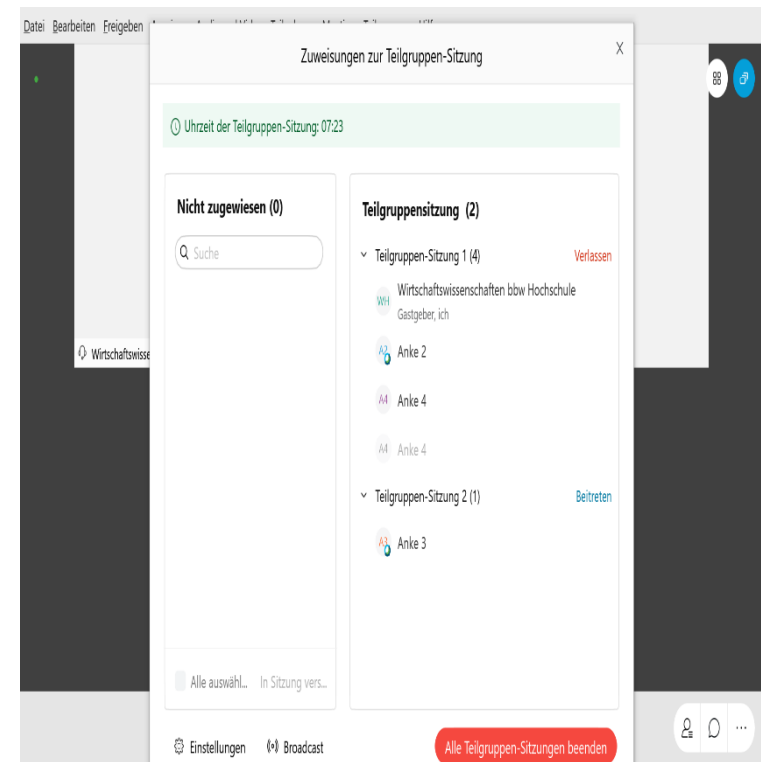 Datei Bearbeiten Freigeben
Zuweisungen zur Teilgruppen-Sitzung X
Uhrzeit der Teilgruppen-Sitzung: 07:23
Nicht zugewiesen (0)
Suche
Alle auswähl... In Sitzung vers...
Teilgruppensitzung (2)
Teilgruppen-Sitzung 1 (4) Verlassen
WH Wirtschaftswissenschaften bbw Hochschule
Gastgeber, ich
A2 Anke 2
A4 Anke 4
A4 Anke 4
Teilgruppen-Sitzung 2 (1) Beitreten
A3 Anke 3
Wirtschaftswisse
Einstellungen Broadcast Alle Teilgruppen-Sitzungen beenden